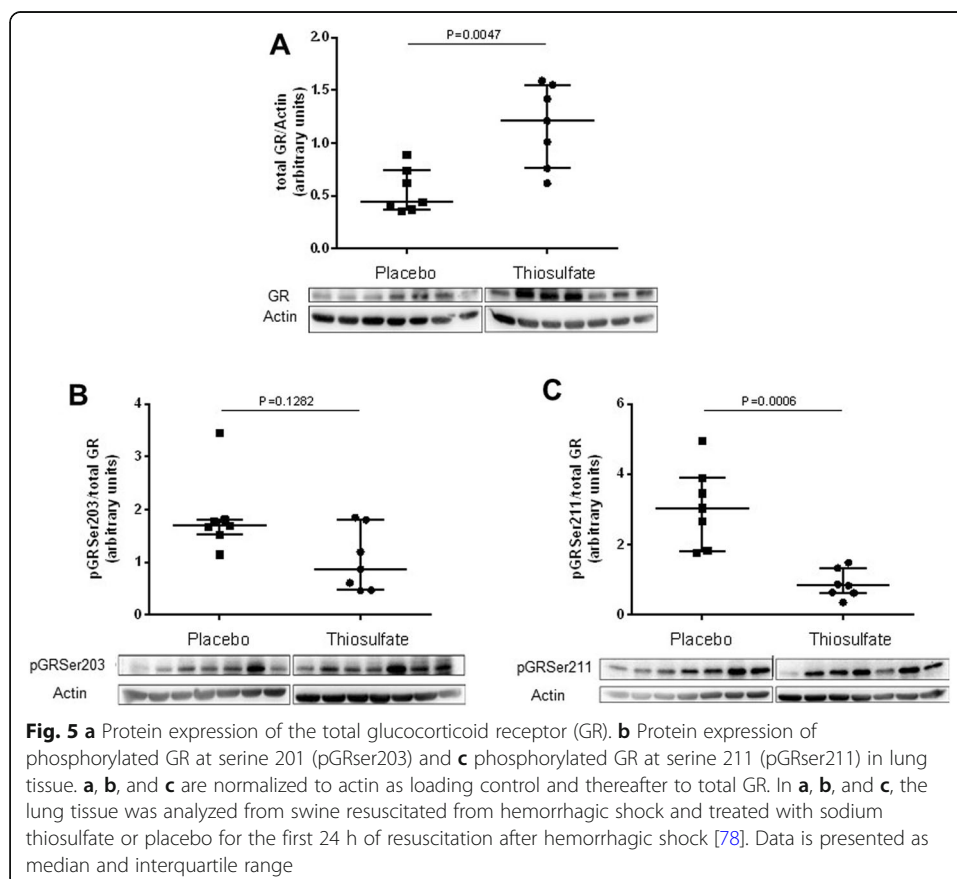 A
P=0.0047
total GR/Actin
(arbitrary units)
2.0
1.5
1.0
0.5
0.0
Placebo Thiosulfate
GR
Actin
B
P=0.1282
pGRSer203/total GR
(arbitrary units)
4
3
2
1
0
Placebo Thiosulfate
pGRSer203
Actin
C
P=0.0006
pGRSer211/total GR
(arbitrary units)
6
4
2
0
Placebo Thiosulfate
pGRSer211
Actin
Fig. 5 a Protein expression of the total glucocorticoid receptor (GR). b Protein expression of
phosphorylated GR at serine 201 (pGRser203) and c phosphorylated GR at serine 211 (pGRser211) in lung
tissue. a, b, and c are normalized to actin as loading control and thereafter to total GR. In a, b, and c, the
lung tissue was analyzed from swine resuscitated from hemorrhagic shock and treated with sodium
thiosulfate or placebo for the first 24 h of resuscitation after hemorrhagic shock [78]. Data is presented as
median and interquartile range